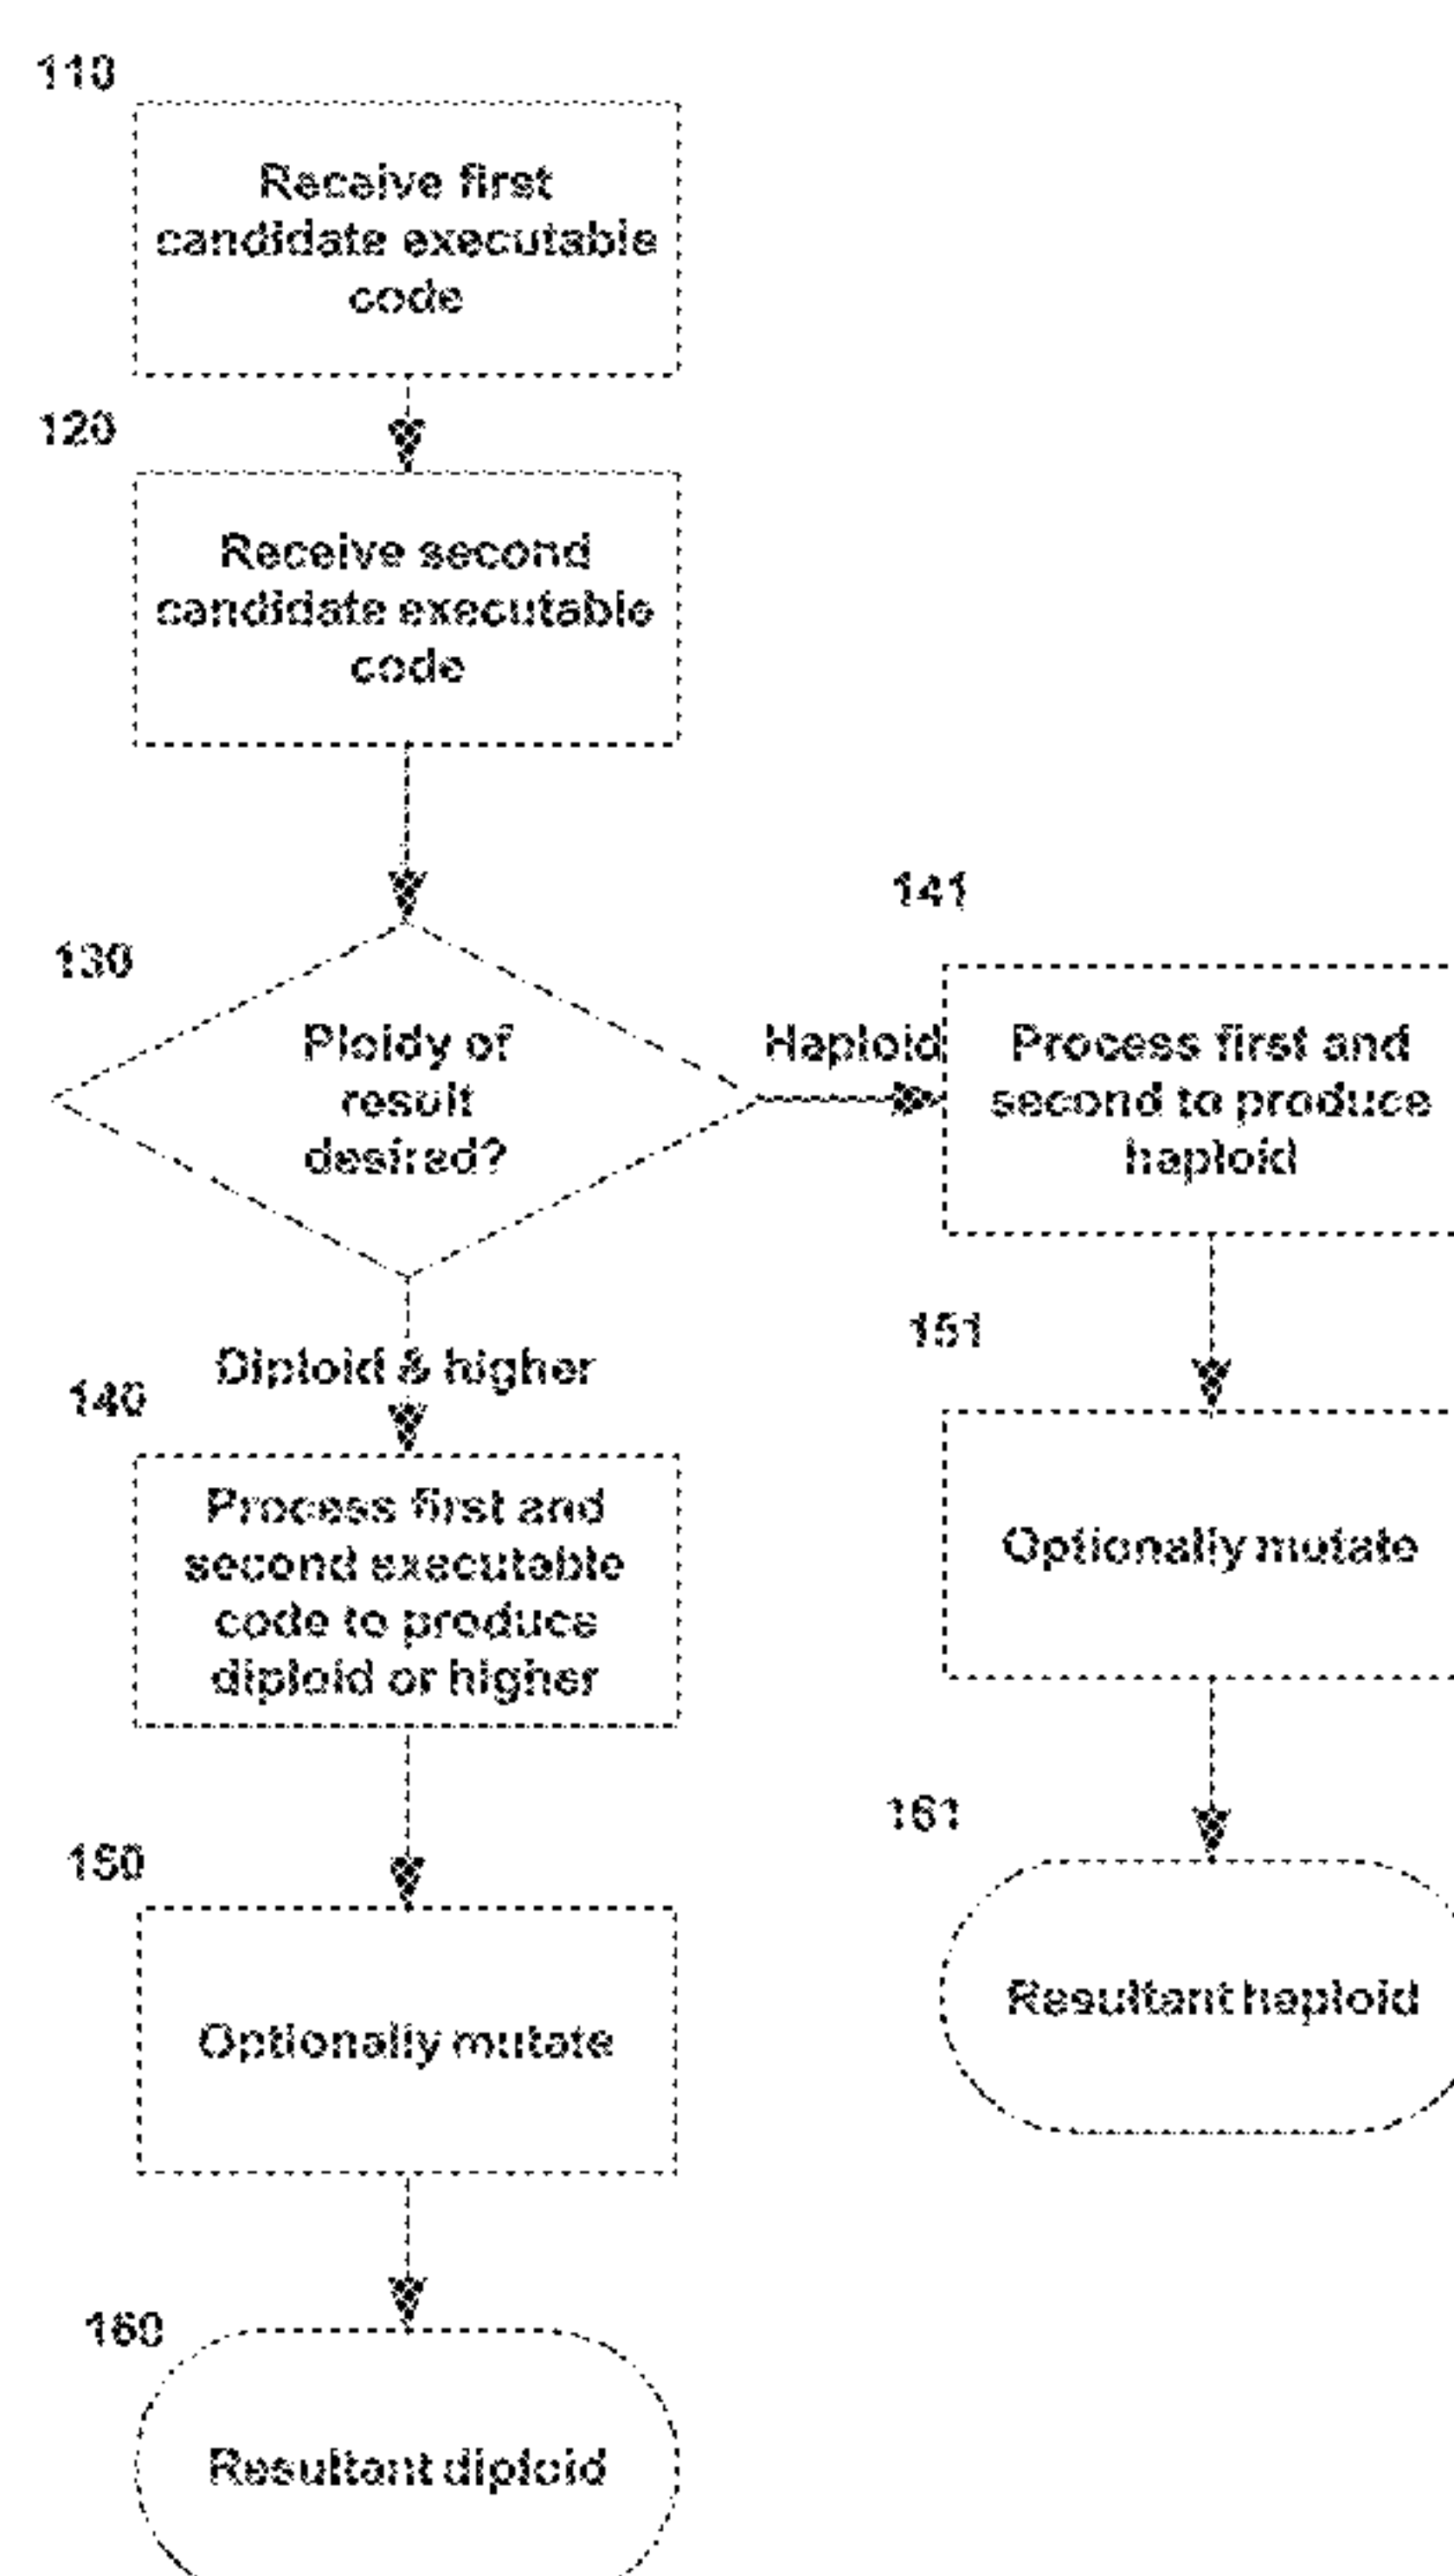 110
Receive first
candidate executable
code
120
Receive second
candidate executable
code
130
Ploidy of
result
desired?
Haploid
141
Process first and
second to produce
haploid
Diploid & higher
140
Process first and
second executable
code to produce
diploid or higher
151
Optionally mutate
150
Optionally mutate
161
Resultant haploid
160
Resultant diploid